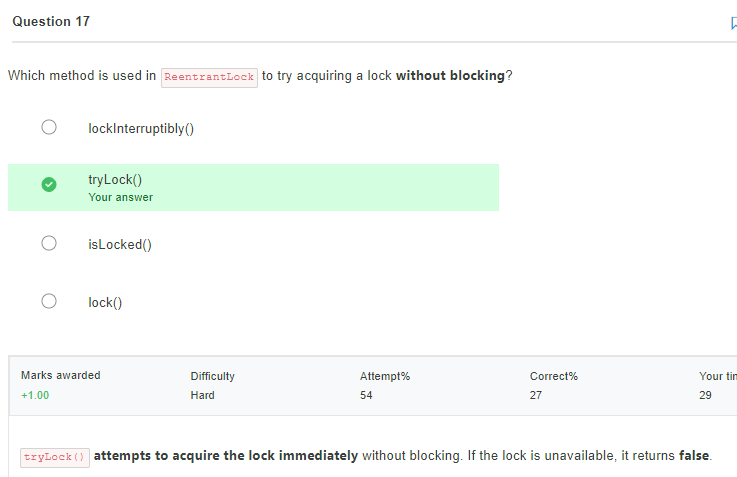 Question 17
Which method is used in ReentrantLock to try acquiring a lock without blocking?
lockInterruptibly()
tryLock()
Your answer
isLocked()
lock()
Marks awarded Difficulty Attempt% Correct% Your
+1.00 Hard 54 27 29
tryLock() attempts to acquire the lock immediately without blocking. If the lock is unavailable, it returns false.